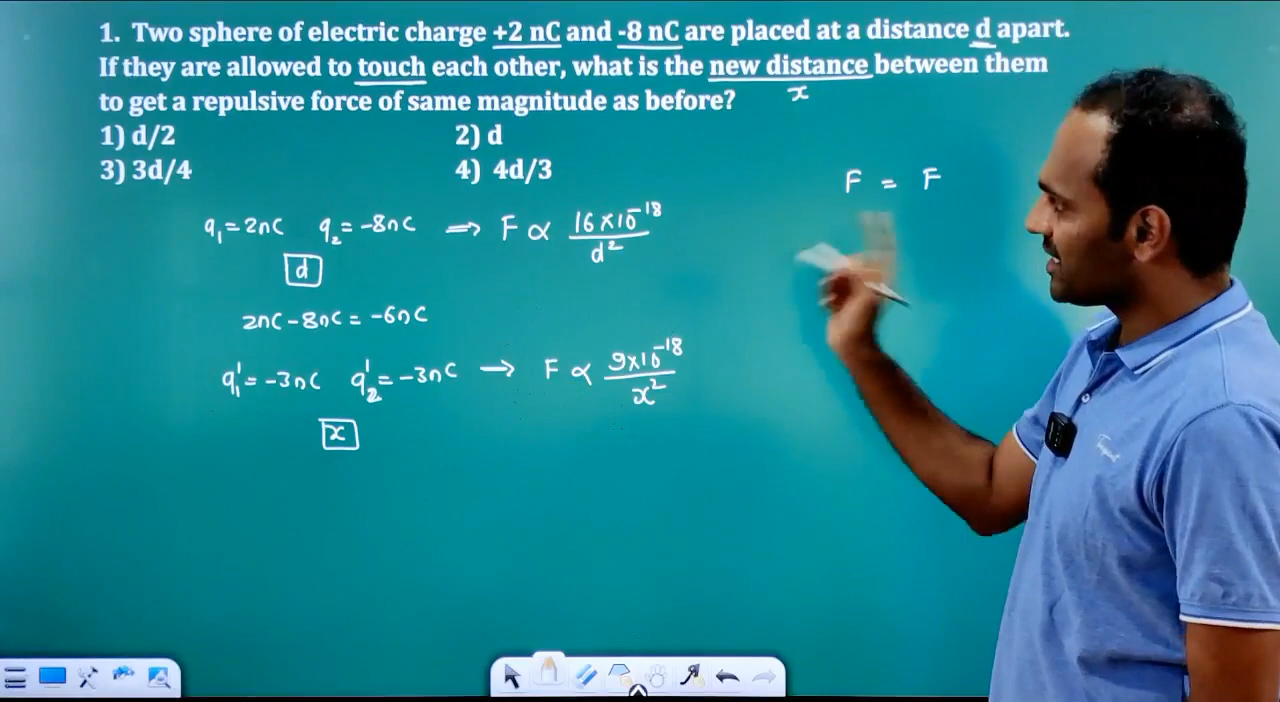 1. Two sphere of electric charge +2 nC and -8 nC are placed at a distance d apart.
If they are allowed to touch each other, what is the new distance between them
to get a repulsive force of same magnitude as before?
x
1) d/2 2) d
3) 3d/4 4) 4d/3
F = F
q₁ = 2nC q₂ = -8nC ⇒ F ∝ 16×10⁻¹⁸/d²
d
2nC - 8nC = -6nC
q₁' = -3nC q₂' = -3nC → F ∝ 9×10⁻¹⁸/x²
x